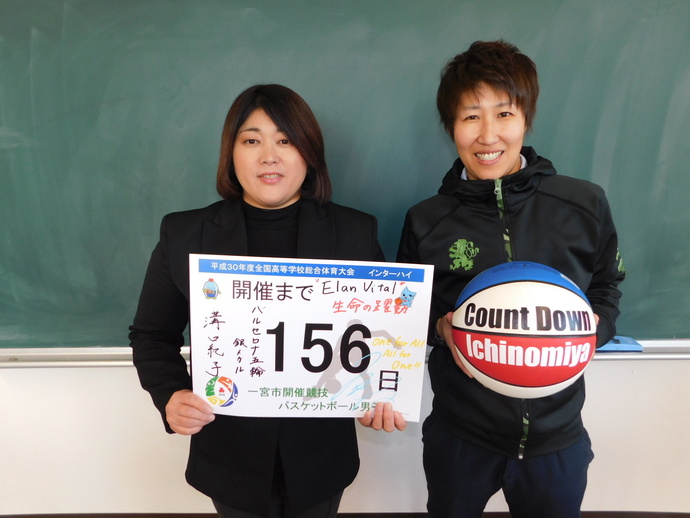 平成30年度全国高等学校総合体育大会 インターハイ
開催まで
"Elan Vital"
生命の躍動
バルセロナ五輪
銀メダル
溝口紀子
156
日
One for All
All for
One!!
一宮市開催競技
バスケットボール男子
Count Down
Ichinomiya